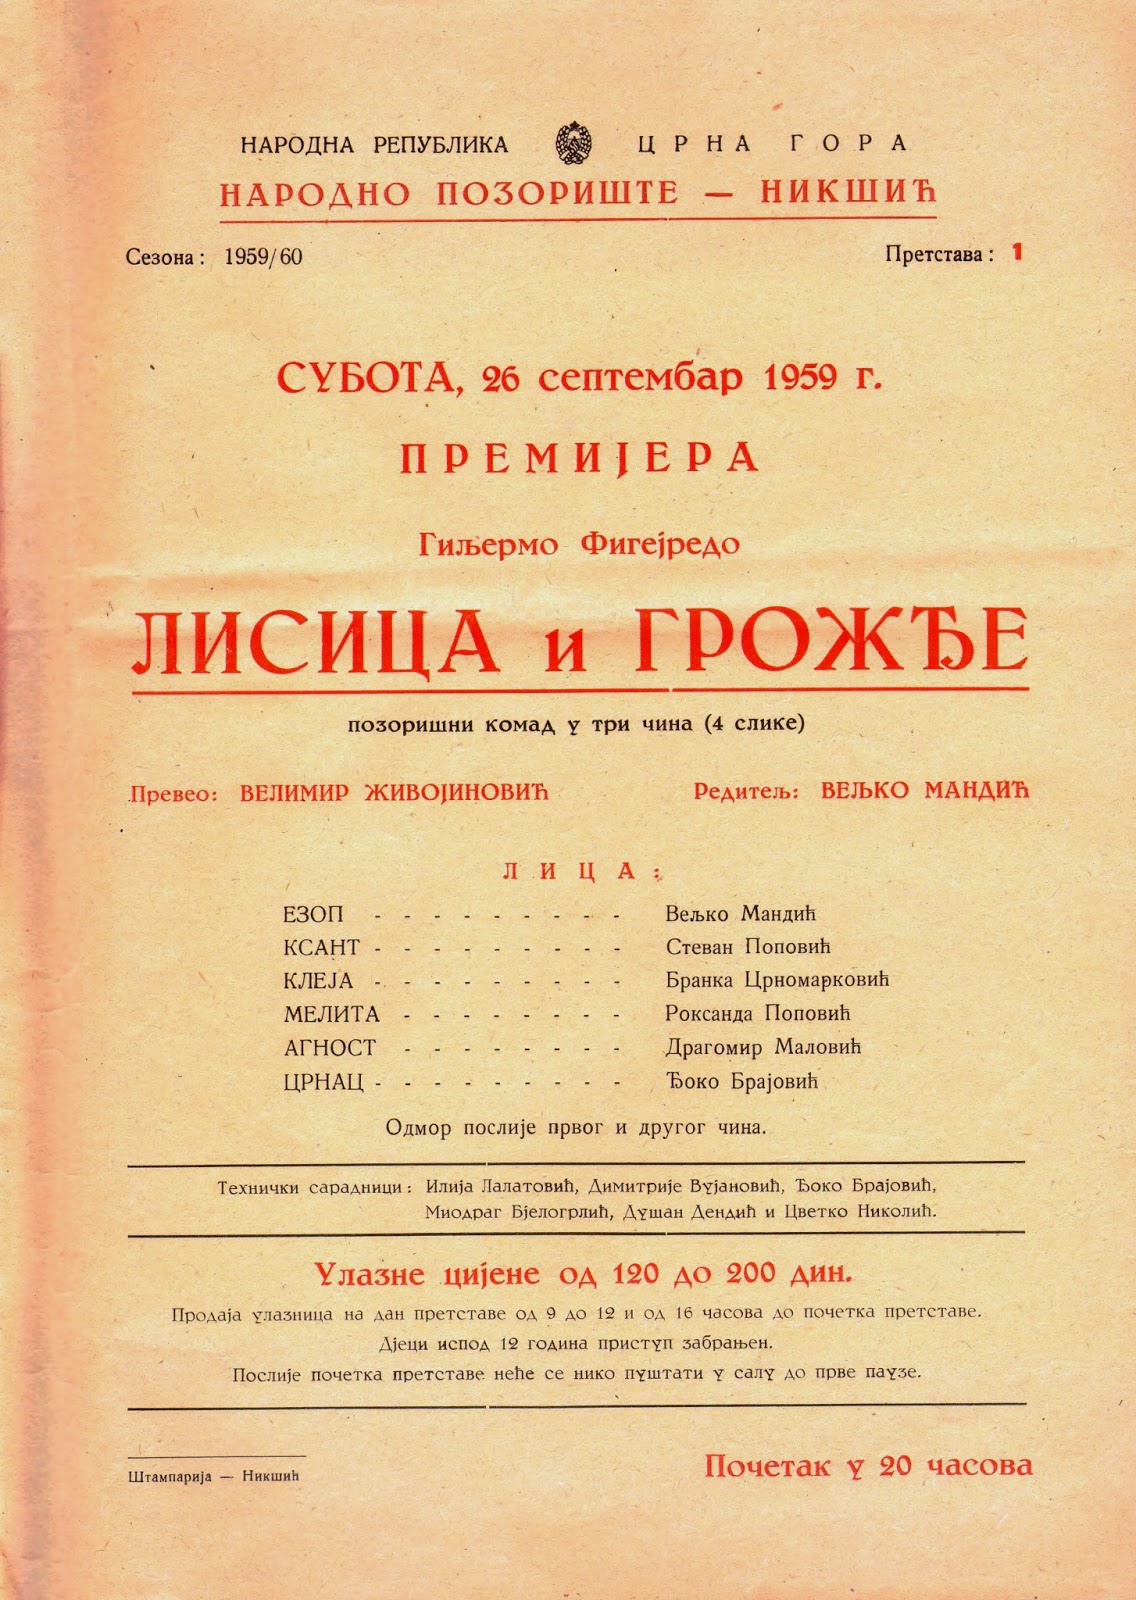 НАРОДНА РЕПУБЛИКА ЦРНА ГОРА
НАРОДНО ПОЗОРИШТЕ — НИКШИЋ
Сезона: 1959/60 Претстава: 1
СУБОТА, 26 септембар 1959 г.
ПРЕМИЈЕРА
Гиљермо Фигејредо
ЛИСИЦА и ГРОЖЂЕ
позоришни комад у три чина (4 слике)
Превео: ВЕЛИМИР ЖИВОЈИНОВИЋ Редитељ: ВЕЉКО МАНДИЋ
ЛИЦА:
ЕЗОП - - - - - - - - - Вељко Мандић
КСАНТ - - - - - - - - - Стеван Поповић
КЛЕЈА - - - - - - - - - Бранка Црномарковић
МЕЛИТА - - - - - - - - Роксанда Поповић
АГНОСТ - - - - - - - - Драгомир Маловић
ЦРНАЦ - - - - - - - - - Ђоко Брајовић
Одмор послије првог и другог чина.
Технички сарадници: Илија Лалатовић, Димитрије Вујановић, Ђоко Брајовић,
Миодраг Бјелогрлић, Душан Дендић и Цветко Николић.
Улазне цијене од 120 до 200 дин.
Продаја улазница на дан претставе од 9 до 12 и од 16 часова до почетка претставе.
Дјеци испод 12 година приступ забрањен.
Послије почетка претставе неће се нико пуштати у салу до прве паузе.
Штампарија — Никшић Почетак у 20 часова